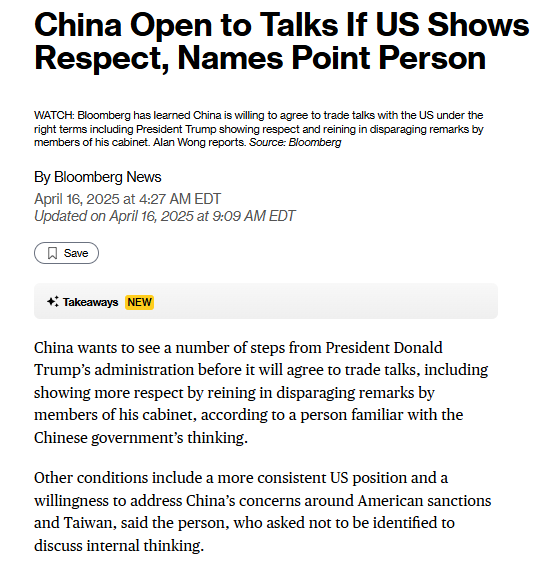 China Open to Talks If US Shows
Respect, Names Point Person
WATCH: Bloomberg has learned China is willing to agree to trade talks with the US under the
right terms including President Trump showing respect and reining in disparaging remarks by
members of his cabinet. Alan Wong reports. Source: Bloomberg
By Bloomberg News
April 16, 2025 at 4:27 AM EDT
Updated on April 16, 2025 at 9:09 AM EDT
Save
Takeaways NEW
China wants to see a number of steps from President Donald
Trump’s administration before it will agree to trade talks, including
showing more respect by reining in disparaging remarks by
members of his cabinet, according to a person familiar with the
Chinese government’s thinking.
Other conditions include a more consistent US position and a
willingness to address China’s concerns around American sanctions
and Taiwan, said the person, who asked not to be identified to
discuss internal thinking.